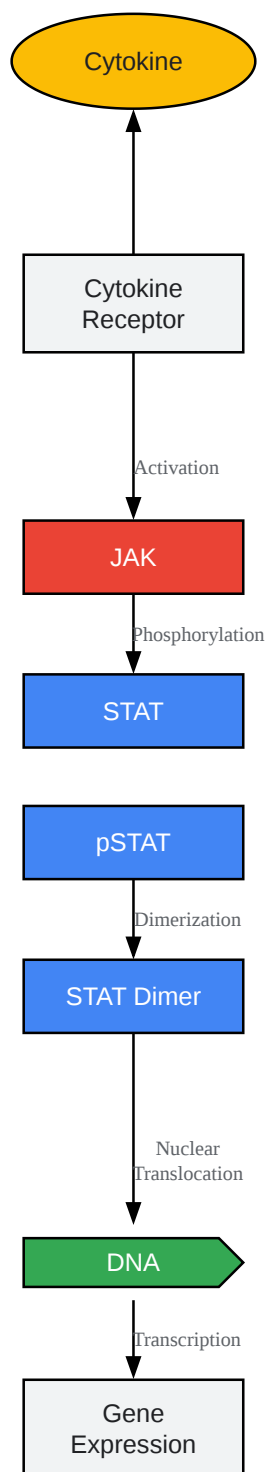 Cytokine
Cytokine
Receptor
Activation
JAK
Phosphorylation
STAT
pSTAT
Dimerization
STAT Dimer
Nuclear
Translocation
DNA
Transcription
Gene
Expression